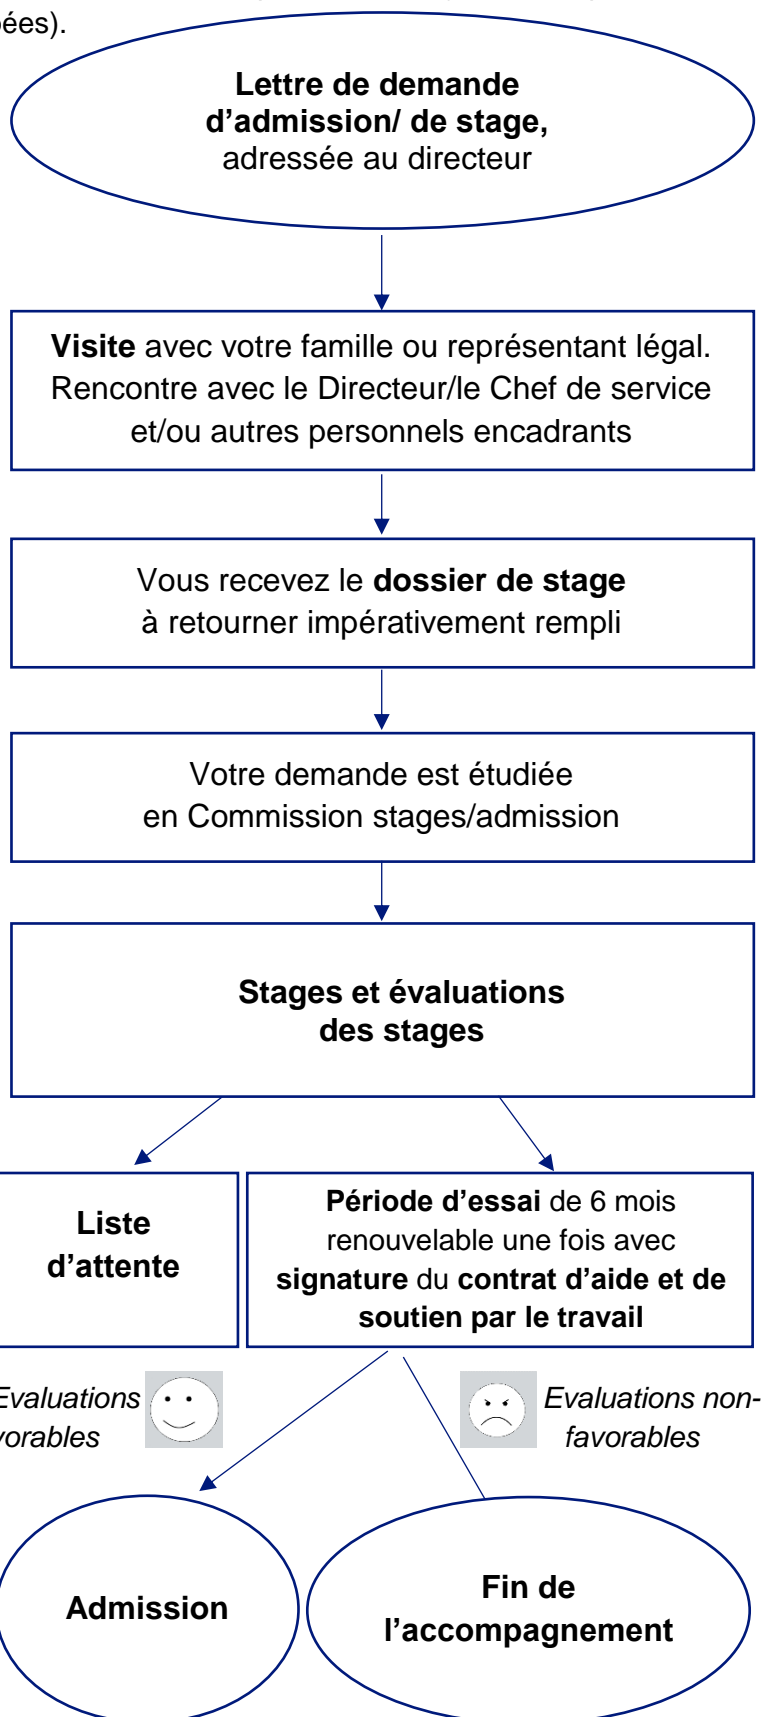 ées).
Lettre de demande
d’admission/ de stage,
adressée au directeur
Visite avec votre famille ou représentant légal.
Rencontre avec le Directeur/le Chef de service
et/ou autres personnels encadrants
Vous recevez le dossier de stage
à retourner impérativement rempli
Votre demande est étudiée
en Commission stages/admission
Stages et évaluations
des stages
Liste
d’attente
Période d’essai de 6 mois
renouvelable une fois avec
signature du contrat d’aide et de
soutien par le travail
Evaluations
vorables
Evaluations non-
favorables
Admission
Fin de
l’accompagnement